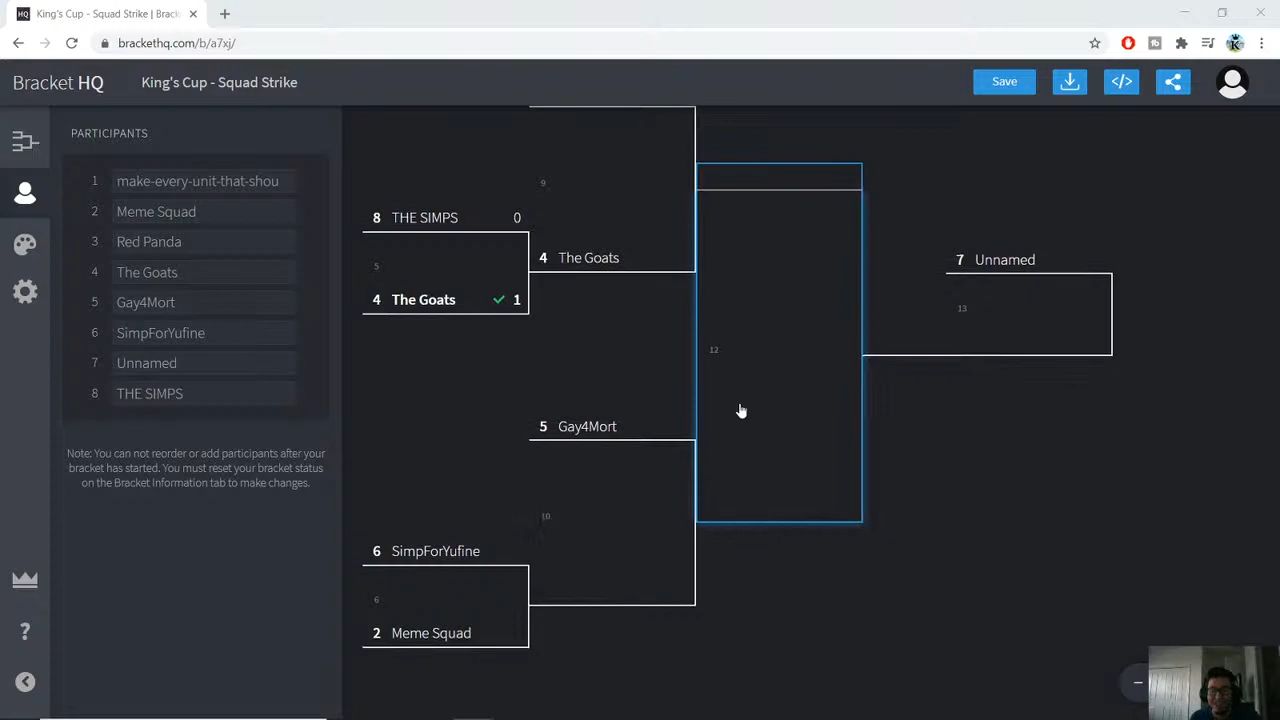 King's Cup - Squad Strike | Brack
brackethq.com/b/a7xj/
Bracket HQ
King's Cup - Squad Strike
Save
PARTICIPANTS
1 make-every-unit-that-shou
2 Meme Squad
3 Red Panda
4 The Goats
5 Gay4Mort
6 SimpForYufine
7 Unnamed
8 THE SIMPS
Note: You can not reorder or add participants after your
bracket has started. You must reset your bracket status
on the Bracket Information tab to make changes.
9
8 THE SIMPS 0
5
4 The Goats 1
4 The Goats
5 Gay4Mort
10
6 SimpForYufine
6
2 Meme Squad
12
7 Unnamed
13